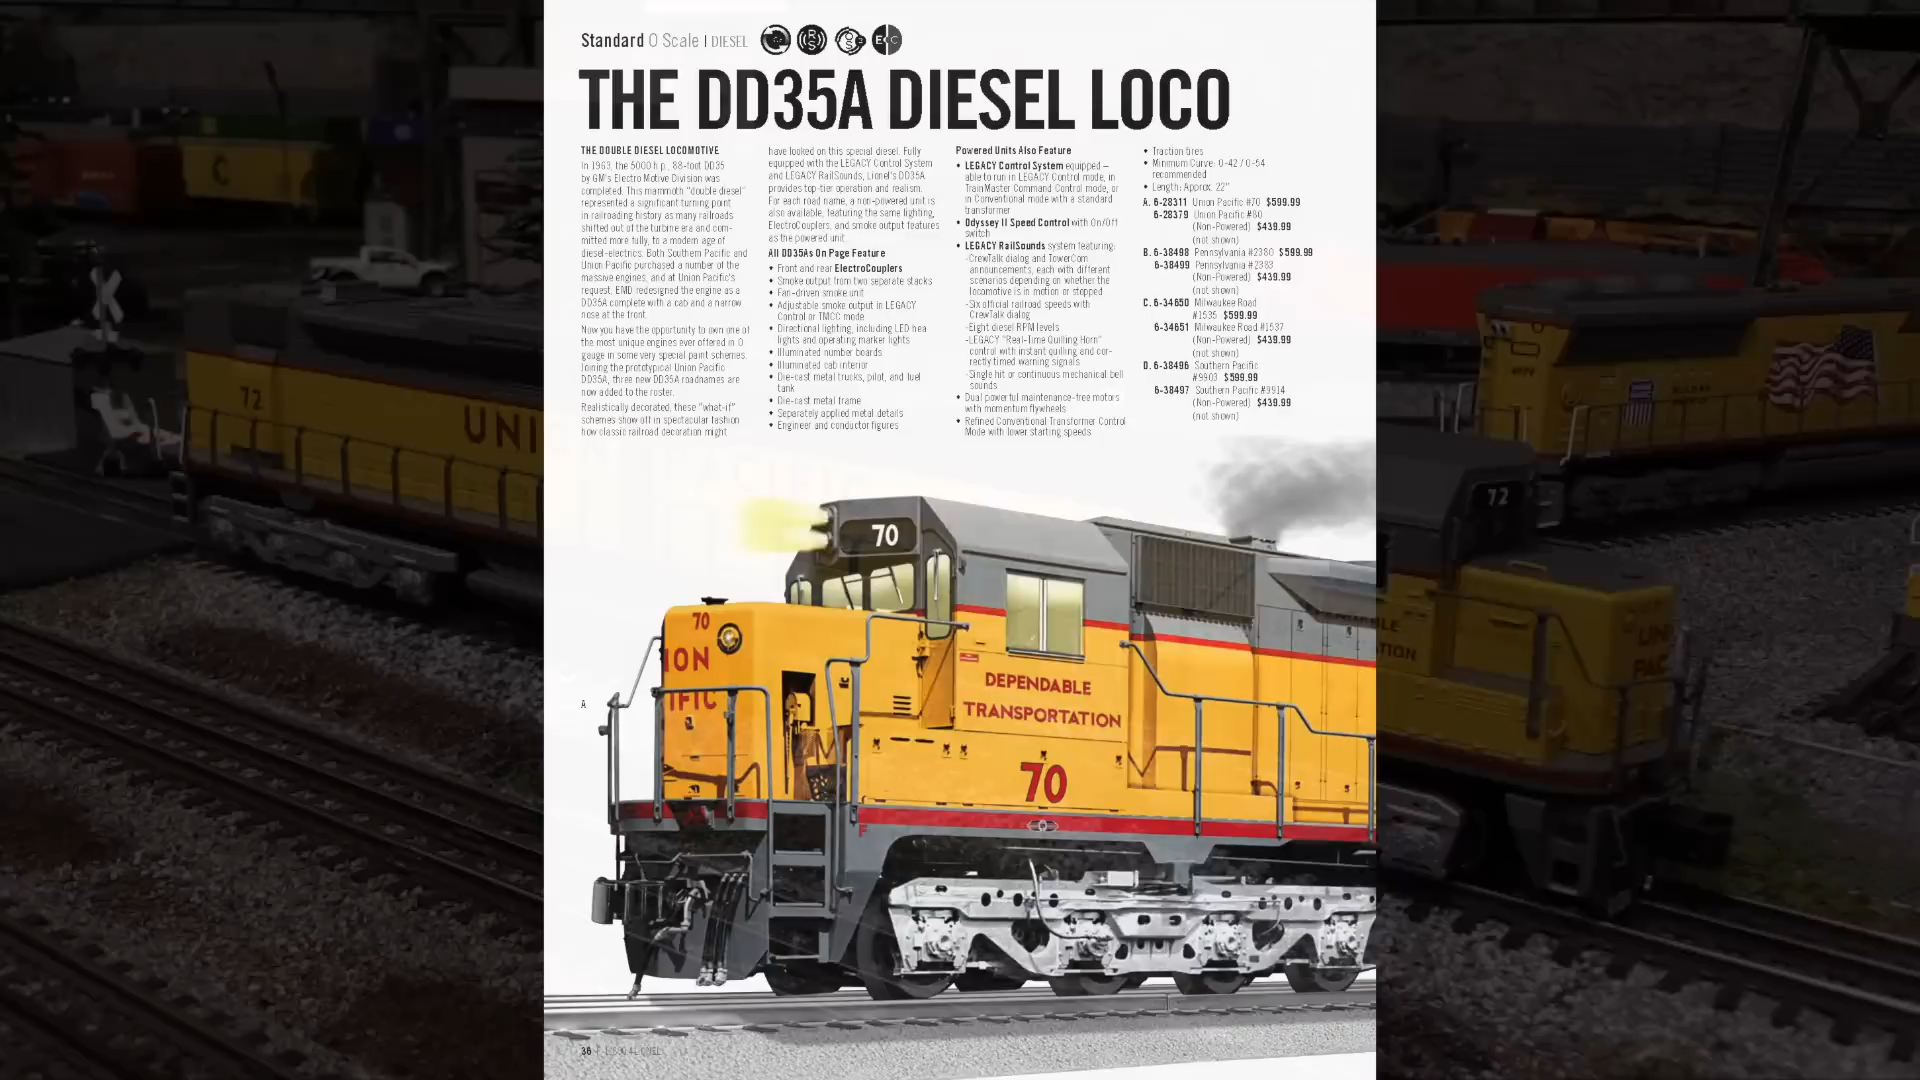 Standard O Scale | DIESEL
THE DD35A DIESEL LOCO
THE DOUBLE DIESEL LOCOMOTIVE
In 1963, the 5000 h.p., 88-foot DD35
by GM's Electro Motive Division was
completed. This mammoth "double diesel"
represented a significant turning point
in railroading history as many railroads
shifted out of the turbine era and com-
mitted more fully, to a modern age of
diesel-electrics. Both Southern Pacific and
Union Pacific purchased a number of the
massive engines, and at Union Pacific's
request, EMD redesigned the engine as a
DD35A complete with a cab and a narrow
nose at the front.
Now you have the opportunity to own one of
the most unique engines ever offered in O
gauge in some very special paint schemes.
Joining the prototypical Union Pacific
DD35A, three new DD35A roadnames are
now added to the roster.
Realistically decorated, these "what-if"
schemes show off in spectacular fashion
how classic railroad decoration might
have looked on this special diesel. Fully
equipped with the LEGACY Control System
and LEGACY RailSounds, Lionel's DD35A
provides top-tier operation and realism.
For each road name, a non-powered unit is
also available, featuring the same lighting,
ElectroCouplers, and smoke output features
as the powered unit.
All DD35As On Page Feature
• Front and rear ElectroCouplers
• Smoke output from two separate stacks
• Fan-driven smoke unit
• Adjustable smoke output in LEGACY
Control or TMCC mode
• Directional lighting, including LED hea
lights and operating marker lights
• Illuminated number boards
• Illuminated cab interior
• Die-cast metal trucks, pilot, and fuel
tank
• Die-cast metal frame
• Separately applied metal details
• Engineer and conductor figures
Powered Units Also Feature
• LEGACY Control System equipped –
able to run in LEGACY Control mode, in
TrainMaster Command Control mode, or
in Conventional mode with a standard
transformer
• Odyssey II Speed Control with On/Off
switch
• LEGACY RailSounds system featuring:
-CrewTalk dialog and TowerCom
announcements, each with different
scenarios depending on whether the
locomotive is in motion or stopped
-Six official railroad speeds with
CrewTalk dialog
-Eight diesel RPM levels
-LEGACY "Real-Time Quilling Horn"
control with instant quilling and cor-
rectly timed warning signals
-Single hit or continuous mechanical bell
sounds
• Dual powerful maintenance-free motors
with momentum flywheels
• Refined Conventional Transformer Control
Mode with lower starting speeds
• Traction tires
• Minimum Curve: O-42 / O-54
recommended
• Length: Approx. 22"
A. 6-28311 Union Pacific #70 $599.99
6-28379 Union Pacific #80
(Non-Powered) $439.99
(not shown)
B. 6-38498 Pennsylvania #2380 $599.99
6-38499 Pennsylvania #2383
(Non-Powered) $439.99
(not shown)
C. 6-34650 Milwaukee Road
#1535 $599.99
6-34651 Milwaukee Road #1537
(Non-Powered) $439.99
(not shown)
D. 6-38496 Southern Pacific
#9903 $599.99
6-38497 Southern Pacific #9914
(Non-Powered) $439.99
(not shown)
70
70
ION
IFIC
DEPENDABLE
TRANSPORTATION
70
A
F
36
C
72
UNI
72